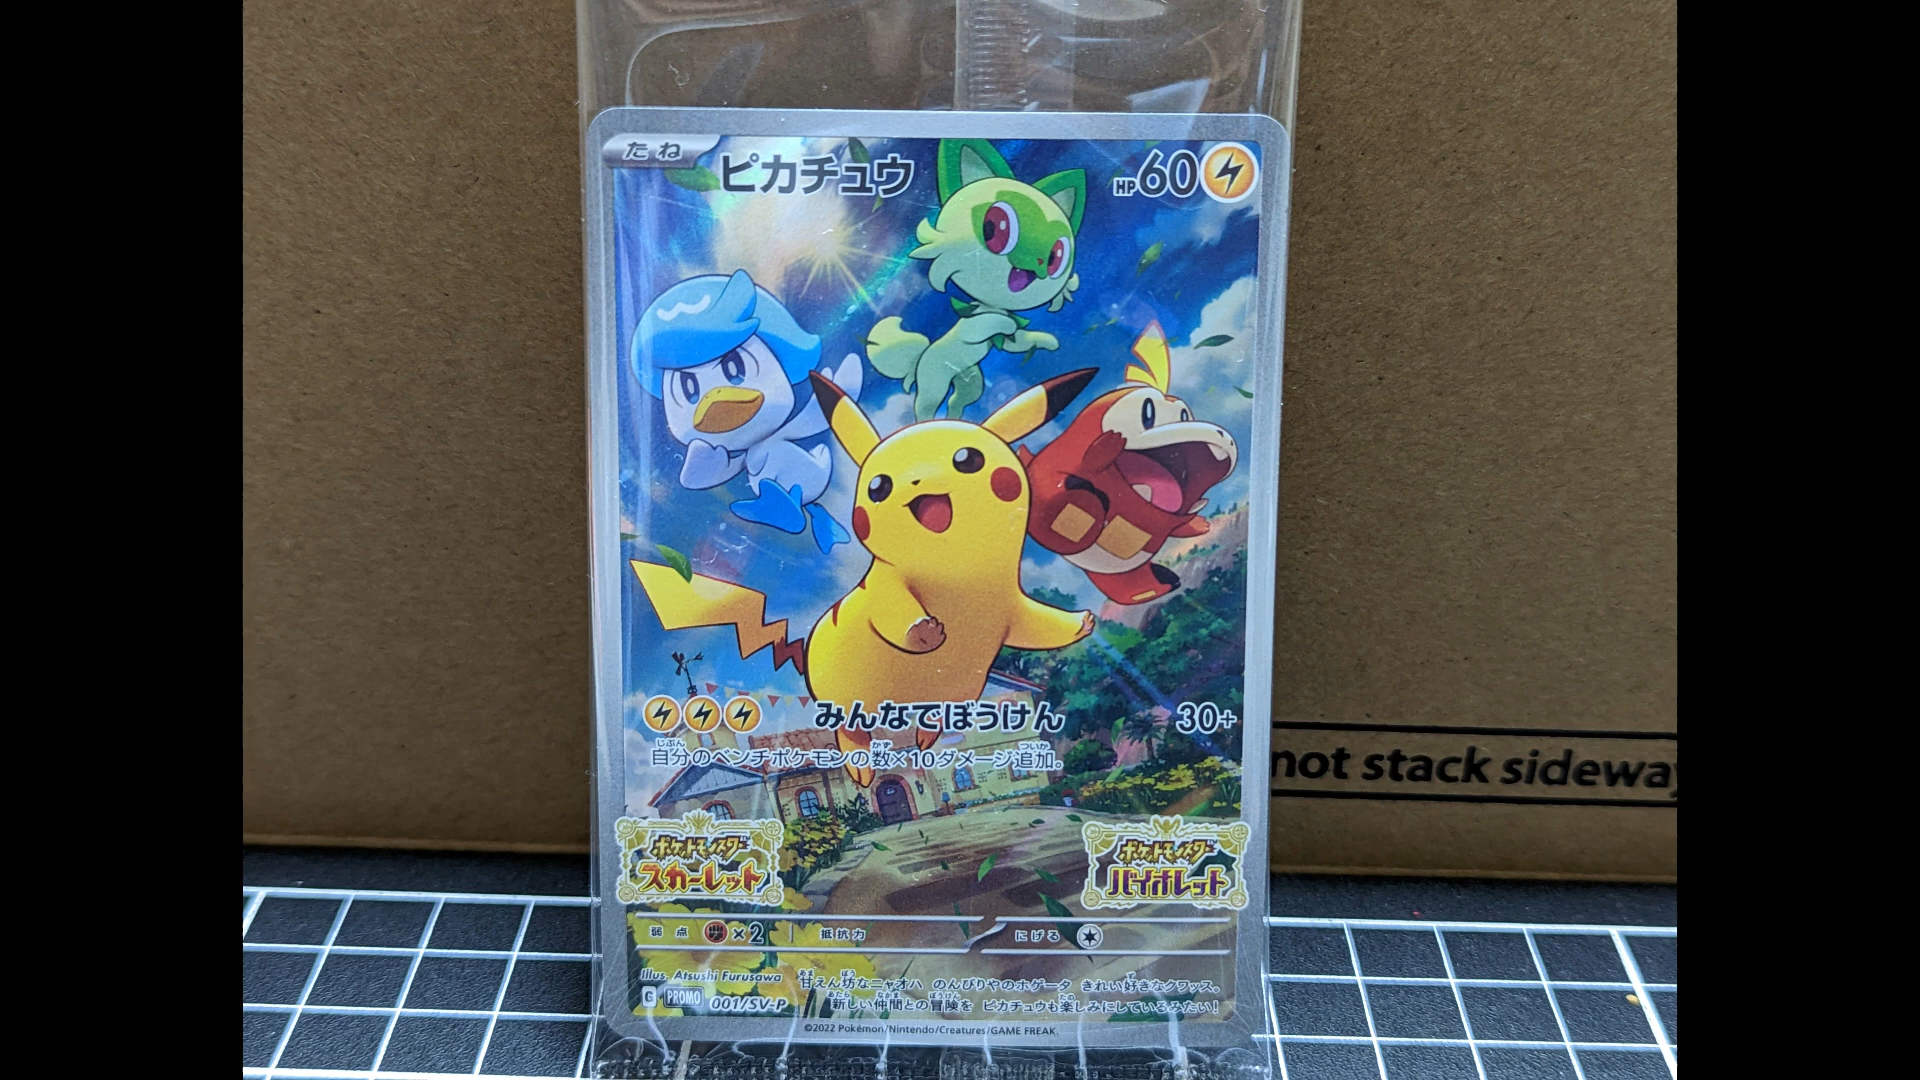 たね
ピカチュウ
HP60
みんなでぼうけん 30+
自分のベンチポケモンの数×10ダメージ追加。
ポケットモンスター
スカーレット
ポケットモンスター
バイオレット
弱点 ×2 抵抗力 にげる
Illus. Atsushi Furusawa
甘えん坊なニャオハ のんびりやのホゲータ きれい好きなクワッス。
新しい仲間との冒険を ピカチュウも楽しみにしているみたい!
G PROMO 001/SV-P
©2022 Pokémon/Nintendo/Creatures/GAME FREAK.
not stack sideway